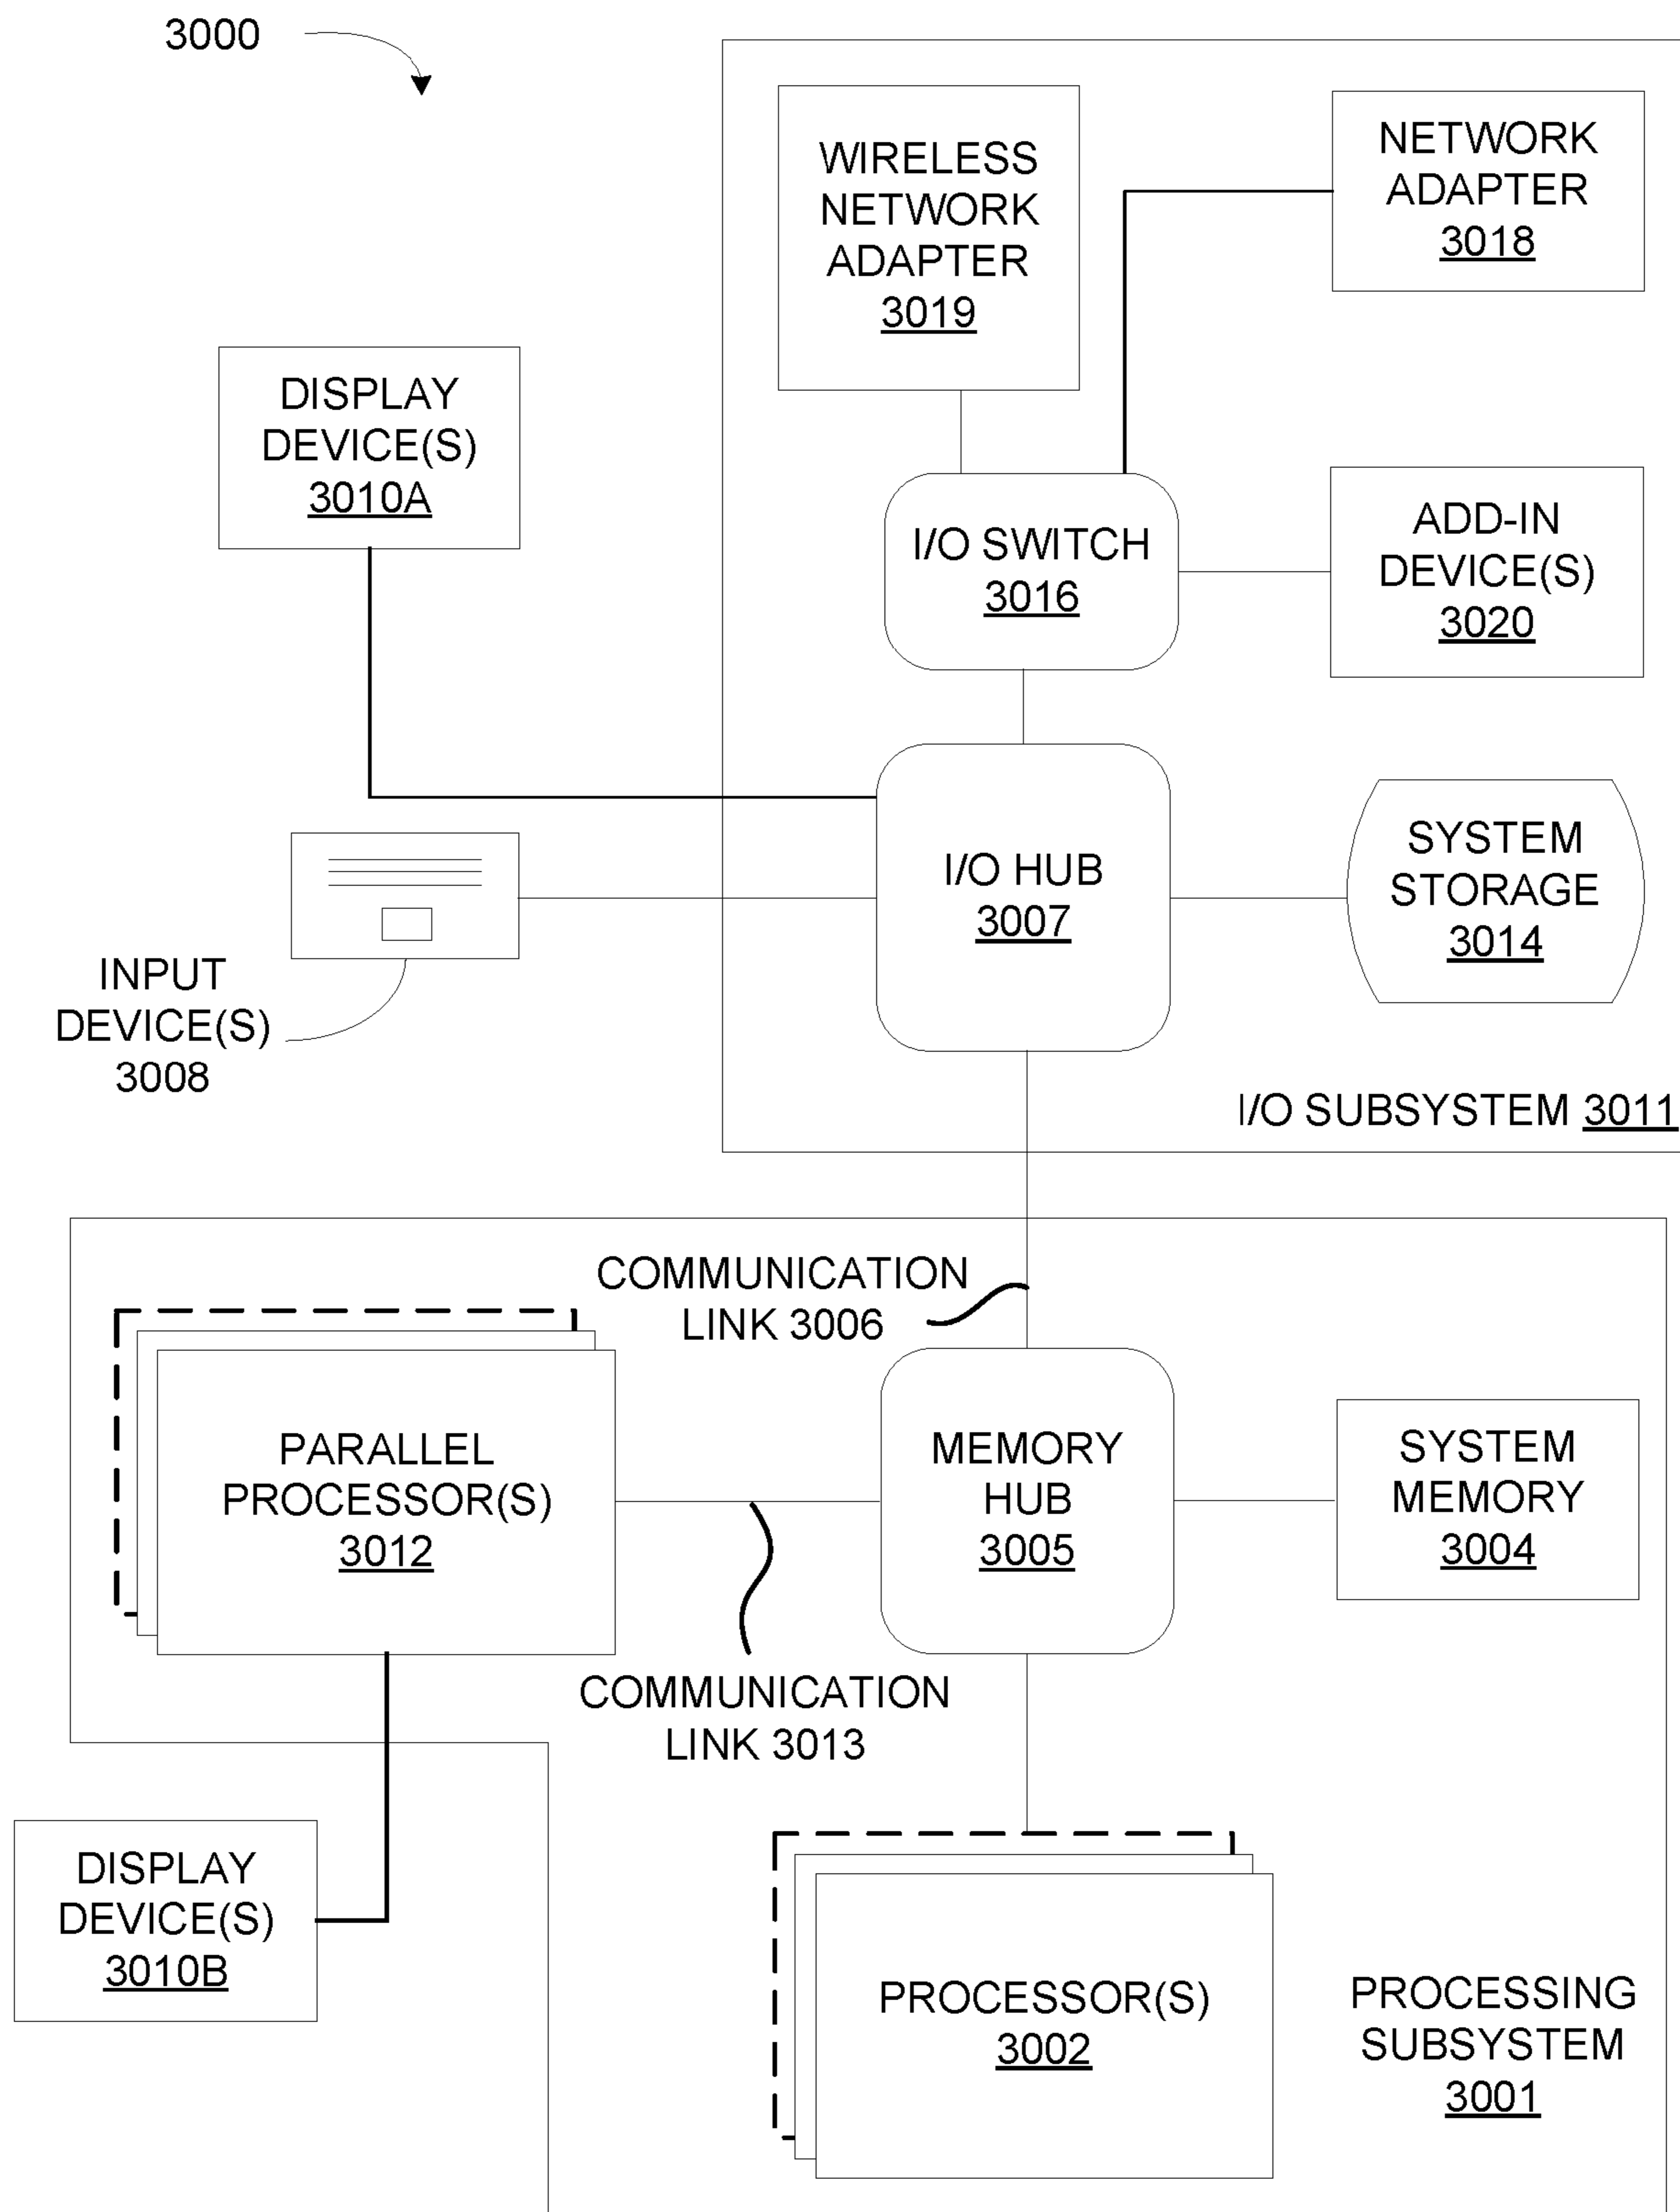 3000
WIRELESS
NETWORK
ADAPTER
3019
NETWORK
ADAPTER
3018
DISPLAY
DEVICE(S)
3010A
I/O SWITCH
3016
ADD-IN
DEVICE(S)
3020
I/O HUB
3007
SYSTEM
STORAGE
3014
INPUT
DEVICE(S)
3008
I/O SUBSYSTEM 3011
COMMUNICATION
LINK 3006
PARALLEL
PROCESSOR(S)
3012
MEMORY
HUB
3005
SYSTEM
MEMORY
3004
COMMUNICATION
LINK 3013
DISPLAY
DEVICE(S)
3010B
PROCESSOR(S)
3002
PROCESSING
SUBSYSTEM
3001